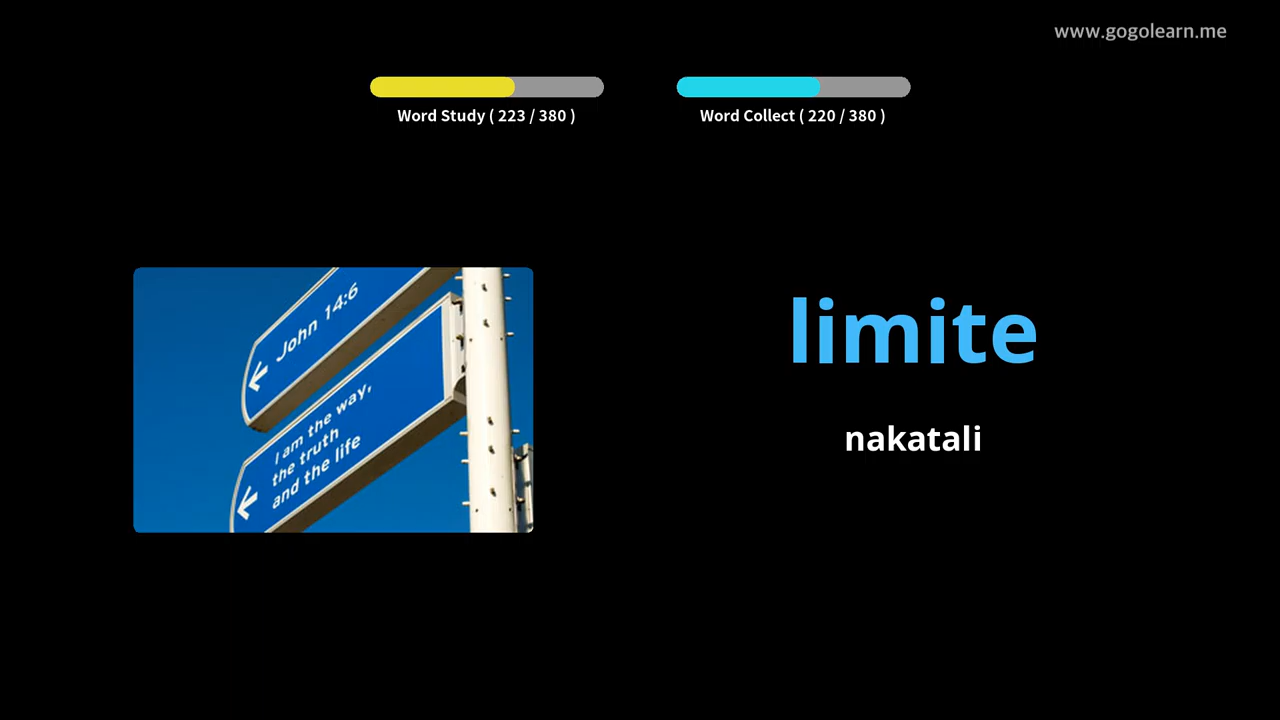 www.gogolearn.me
Word Study ( 223 / 380 )
Word Collect ( 220 / 380 )
John 14:6
I am the way,
the truth
and the life
limite
nakatali